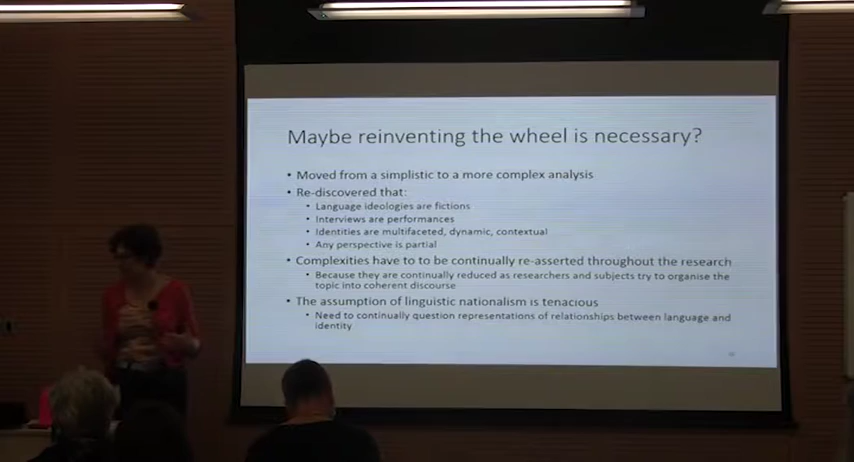 Maybe reinventing the wheel is necessary?
• Moved from a simplistic to a more complex analysis
• Re-discovered that:
• Language ideologies are fictions
• Interviews are performances
• Identities are multifaceted, dynamic, contextual
• Any perspective is partial
• Complexities have to to be continually re-asserted throughout the research
• Because they are continually reduced as researchers and subjects try to organise the
topic into coherent discourse
• The assumption of linguistic nationalism is tenacious
• Need to continually question representations of relationships between language and
identity